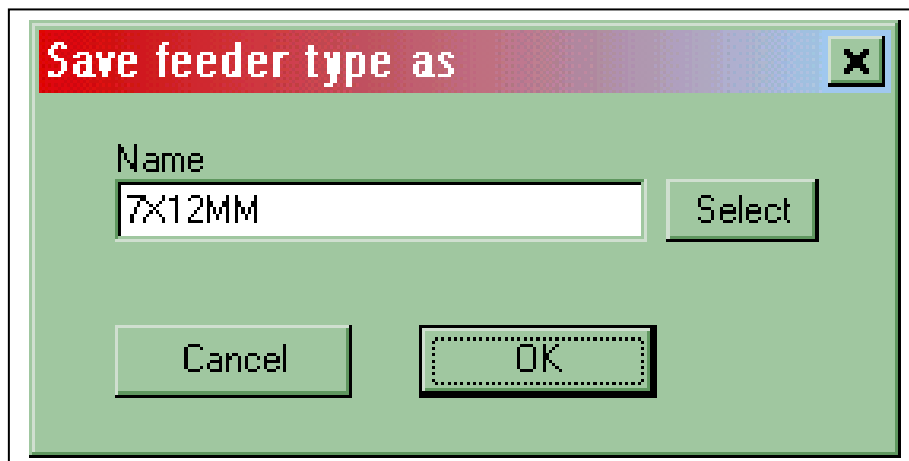 Save feeder type as
Name
7X12MM
Select
Cancel
OK